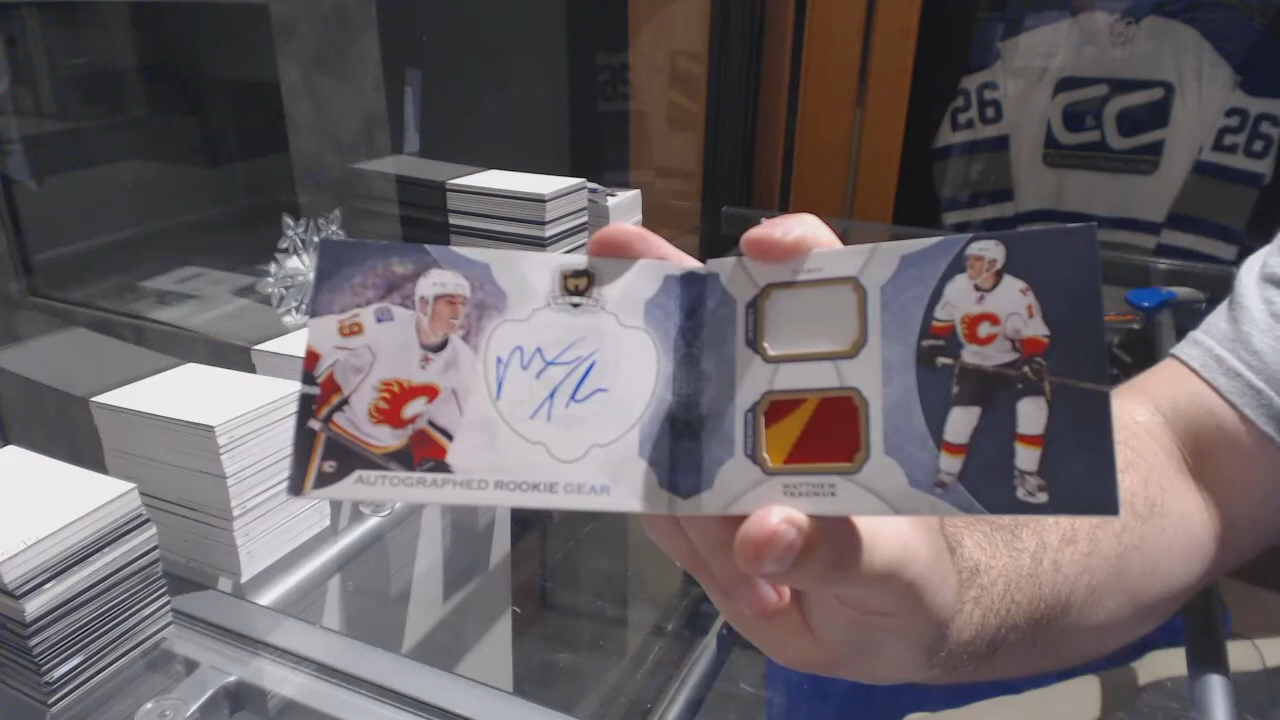 26
CC
26
19
AUTOGRAPHED ROOKIE GEAR
MATTHEW
TKACHUK